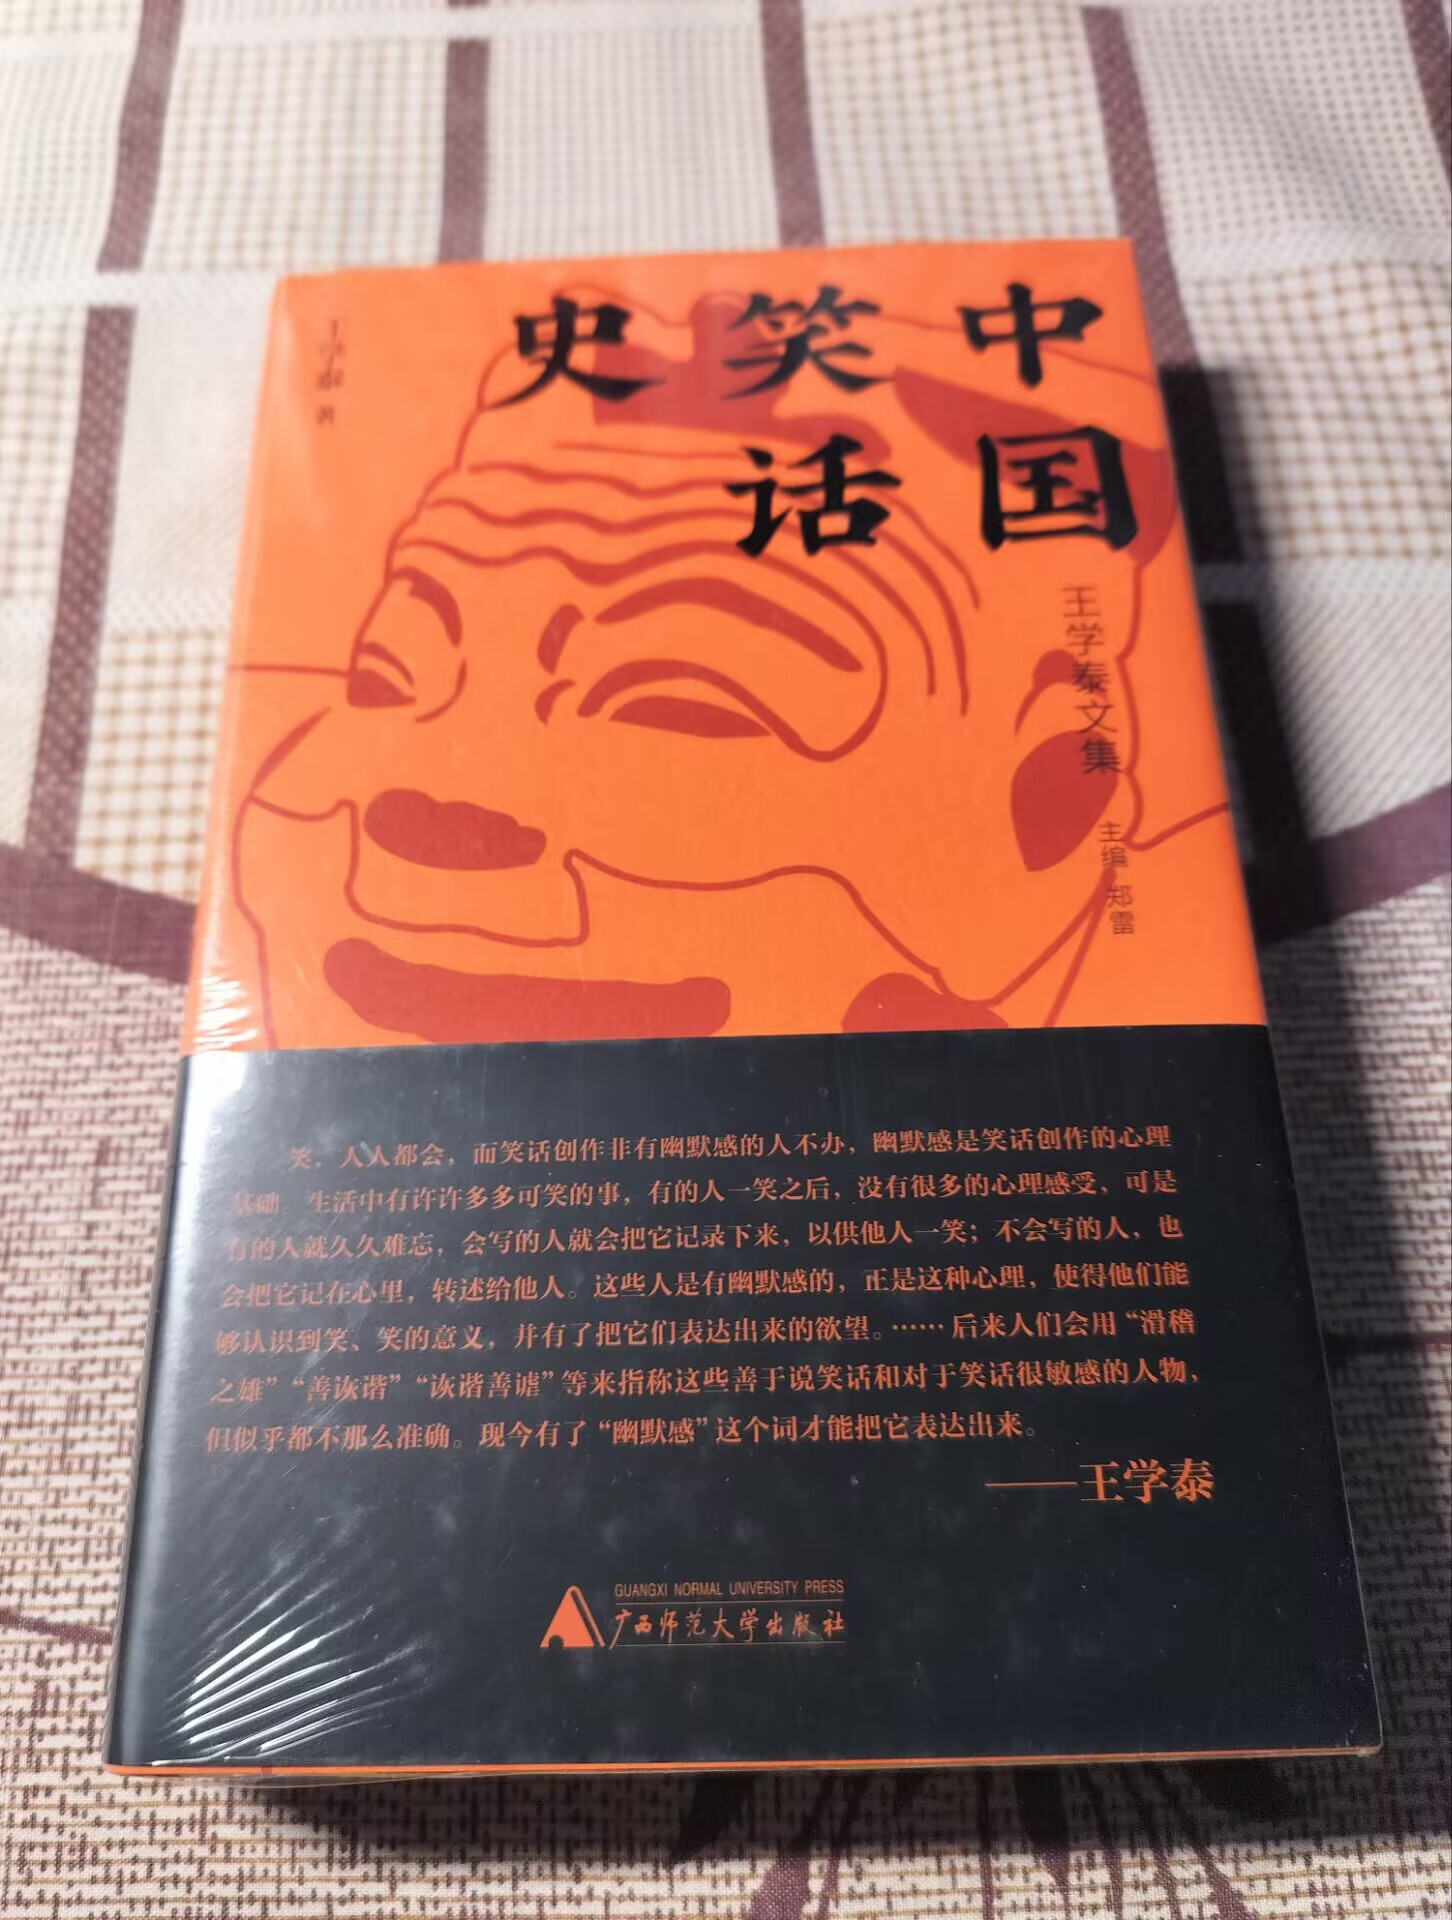 中国
笑话
史
王学泰文集
主编 郑雷
王学泰 著
笑，人人都会，而笑话创作非有幽默感的人不办，幽默感是笑话创作的心理
基础。生活中有许许多多可笑的事，有的人一笑之后，没有很多的心理感受，可是
有的人就久久难忘，会写的人就会把它记录下来，以供他人一笑；不会写的人，也
会把它记在心里，转述给他人。这些人是有幽默感的，正是这种心理，使得他们能
够认识到笑、笑的意义，并有了把它们表达出来的欲望。……后来人们会用“滑稽
之雄”“善诙谐”“诙谐善谑”等来指称这些善于说笑话和对于笑话很敏感的人物，
但似乎都不那么准确。现今有了“幽默感”这个词才能把它表达出来。
——王学泰
GUANGXI NORMAL UNIVERSITY PRESS
广西师范大学出版社